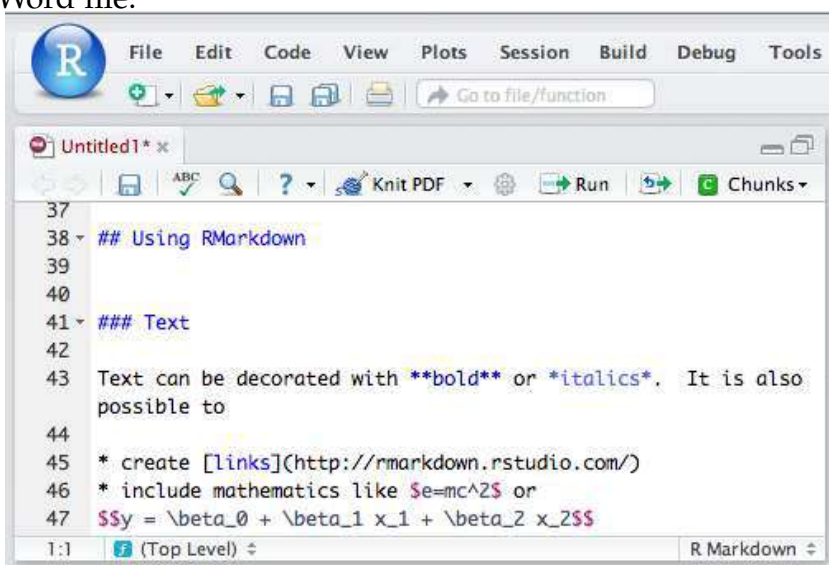 Word file.
R File Edit Code View Plots Session Build Debug Tools
Go to file/function
Untitled1* ×
ABC ? Knit PDF Run C Chunks
37
38 ## Using RMarkdown
39
40
41 ### Text
42
43 Text can be decorated with **bold** or *italics*. It is also
possible to
44
45 * create [links](http://rmarkdown.rstudio.com/)
46 * include mathematics like $e=mc^2$ or
47 $$y = \beta_0 + \beta_1 x_1 + \beta_2 x_2$$
1:1 f (Top Level) R Markdown